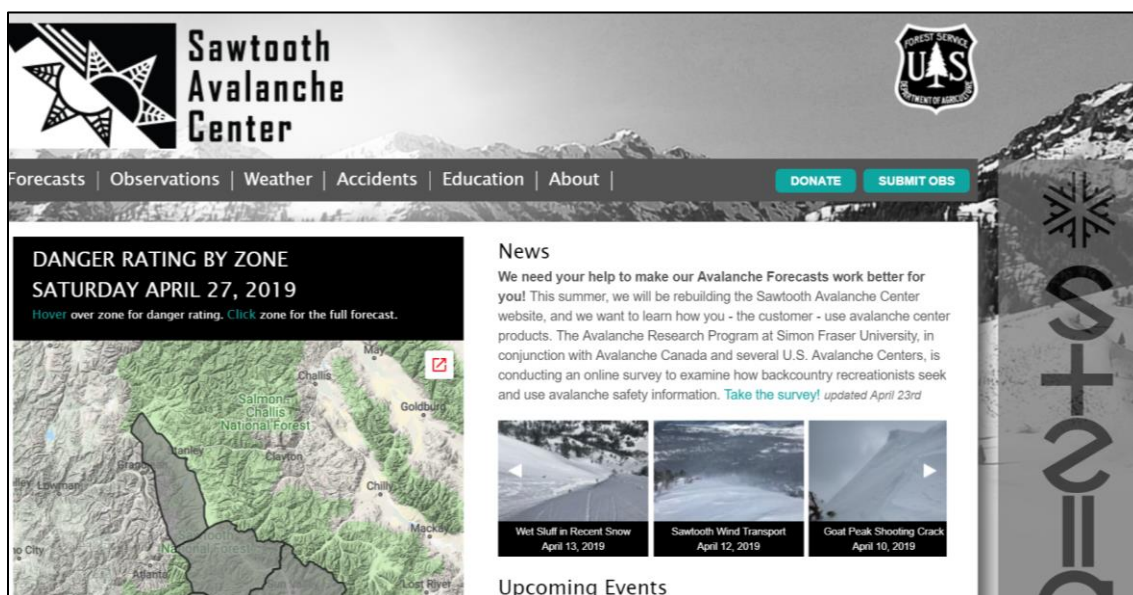 Sawtooth
Avalanche
Center
FOREST SERVICE
US
DEPARTMENT OF AGRICULTURE
Forecasts | Observations | Weather | Accidents | Education | About |
DONATE
SUBMIT OBS
DANGER RATING BY ZONE
SATURDAY APRIL 27, 2019
Hover over zone for danger rating. Click zone for the full forecast.
May
Challis
Salmon-
Challis
National Forest
Goldburg
Stanley
Clayton
Lowman
Chilly
Mackay
Atlanta
Lost River
News
We need your help to make our Avalanche Forecasts work better for
you! This summer, we will be rebuilding the Sawtooth Avalanche Center
website, and we want to learn how you - the customer - use avalanche center
products. The Avalanche Research Program at Simon Fraser University, in
conjunction with Avalanche Canada and several U.S. Avalanche Centers, is
conducting an online survey to examine how backcountry recreationists seek
and use avalanche safety information. Take the survey! updated April 23rd
Wet Sluff in Recent Snow
April 13, 2019
Sawtooth Wind Transport
April 12, 2019
Goat Peak Shooting Crack
April 10, 2019
Upcoming Events